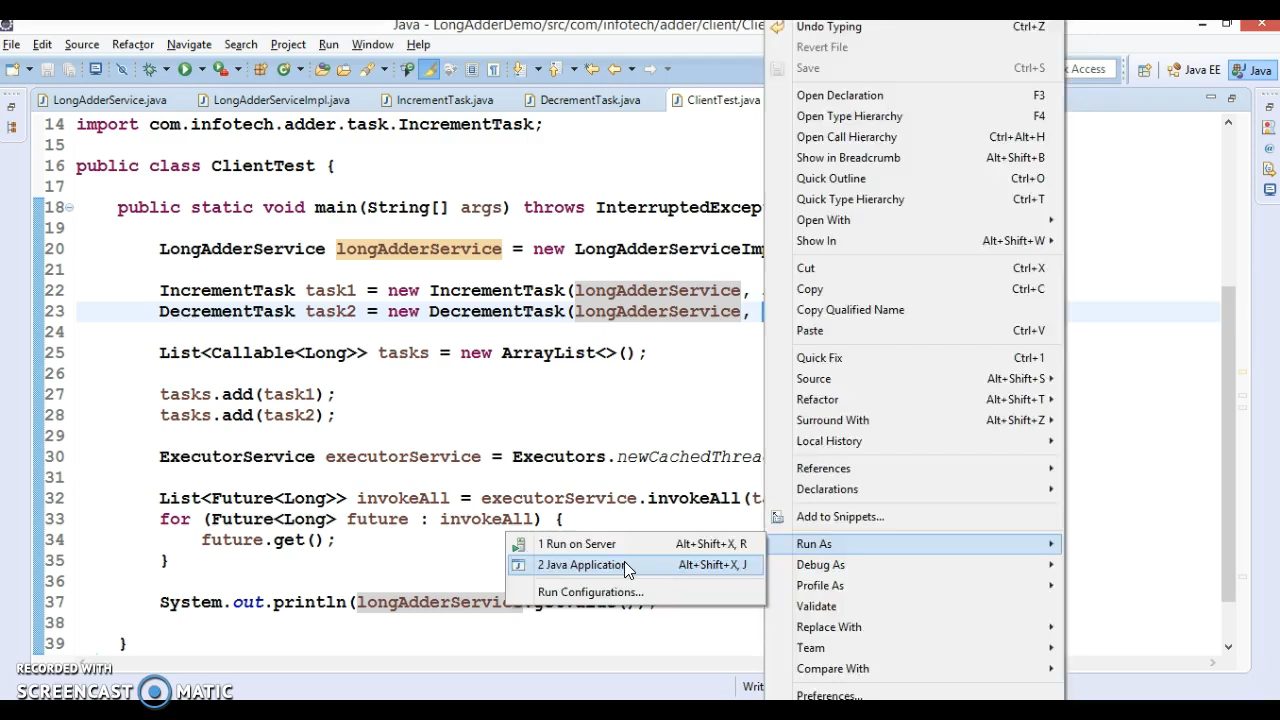 Java - LongAdderDemo/src/com/infotech/adder/client/Clie
File Edit Source Refactor Navigate Search Project Run Window Help
Access Java EE Java
LongAdderService.java LongAdderServiceImpl.java IncrementTask.java DecrementTask.java ClientTest.java
14 import com.infotech.adder.task.IncrementTask;
15
16 public class ClientTest {
17
18 public static void main(String[] args) throws InterruptedExcep
19
20 LongAdderService longAdderService = new LongAdderServiceImp
21
22 IncrementTask task1 = new IncrementTask(longAdderService,
23 DecrementTask task2 = new DecrementTask(longAdderService,
24
25 List<Callable<Long>> tasks = new ArrayList<>();
26
27 tasks.add(task1);
28 tasks.add(task2);
29
30 ExecutorService executorService = Executors.newCachedThrea
31
32 List<Future<Long>> invokeAll = executorService.invokeAll(ta
33 for (Future<Long> future : invokeAll) {
34 future.get();
35 }
36
37 System.out.println(longAdderServic
38
39 }
Undo Typing Ctrl+Z
Revert File
Save Ctrl+S
Open Declaration F3
Open Type Hierarchy F4
Open Call Hierarchy Ctrl+Alt+H
Show in Breadcrumb Alt+Shift+B
Quick Outline Ctrl+O
Quick Type Hierarchy Ctrl+T
Open With
Show In Alt+Shift+W
Cut Ctrl+X
Copy Ctrl+C
Copy Qualified Name
Paste Ctrl+V
Quick Fix Ctrl+1
Source Alt+Shift+S
Refactor Alt+Shift+T
Surround With Alt+Shift+Z
Local History
References
Declarations
Add to Snippets...
Run As
Debug As
Profile As
Validate
Replace With
Team
Compare With
Preferences...
1 Run on Server Alt+Shift+X, R
2 Java Application Alt+Shift+X, J
Run Configurations...
Writ
RECORDED WITH
SCREENCAST MATIC